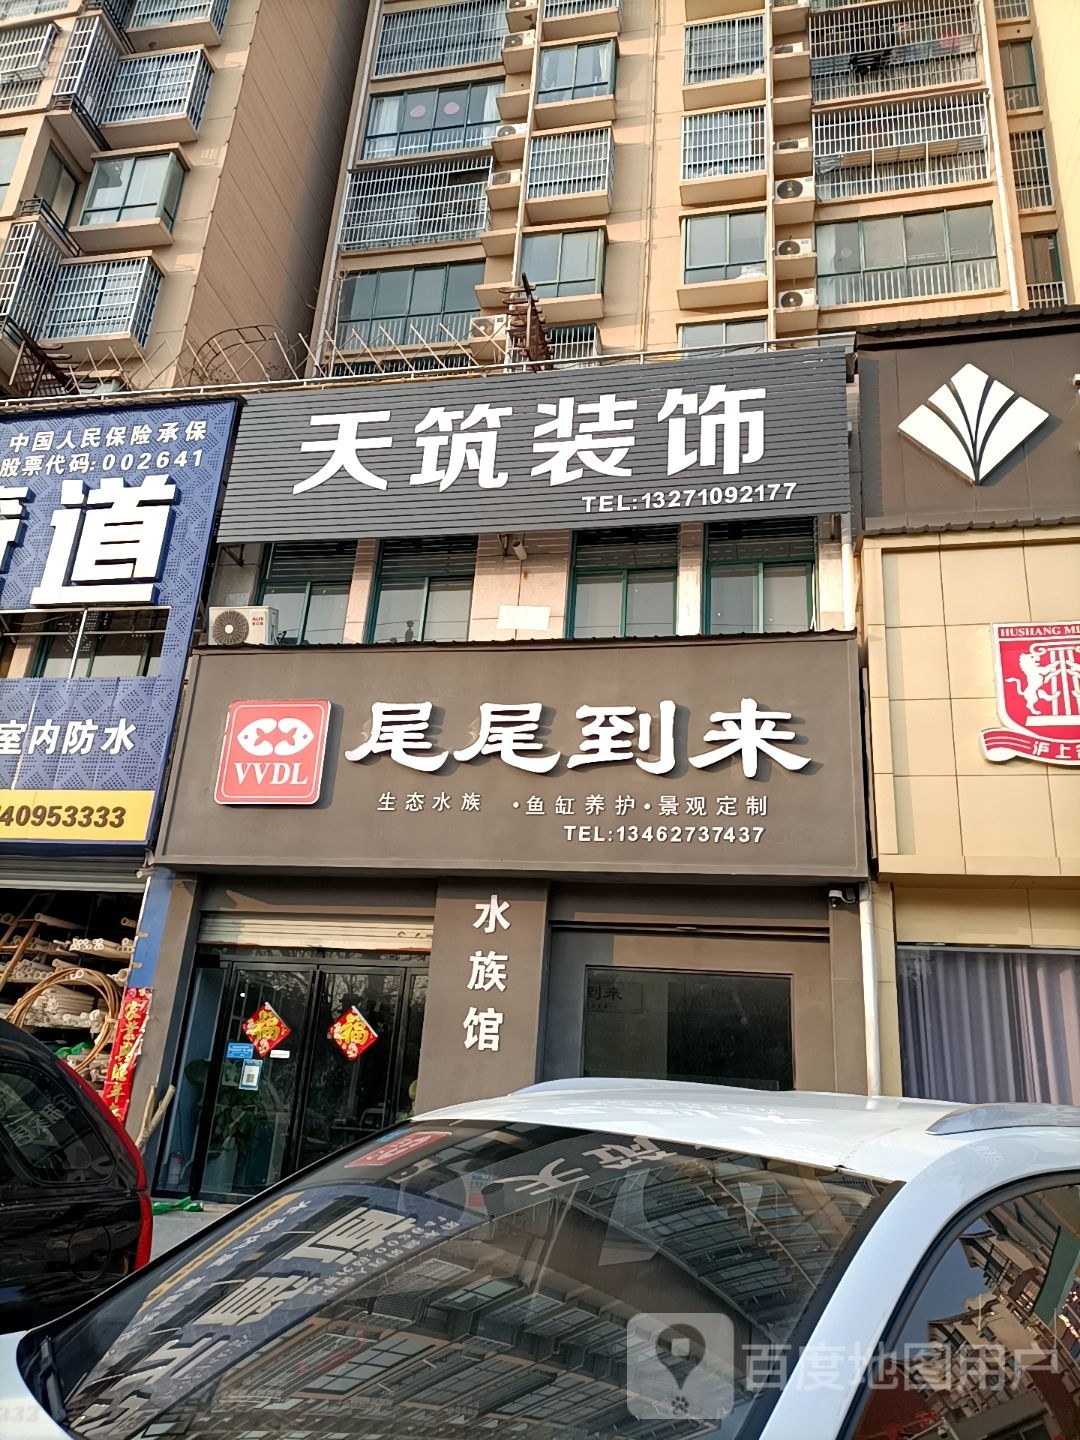 中国人民保险承保
股票代码:002641
道
室内防水
40953333
天筑装饰
TEL:13271092177
VVDL
尾尾到来
生态水族 ·鱼缸养护·景观定制
TEL:13462737437
水族馆
福
福
到来
HUSHANG
沪上
百度地图用户